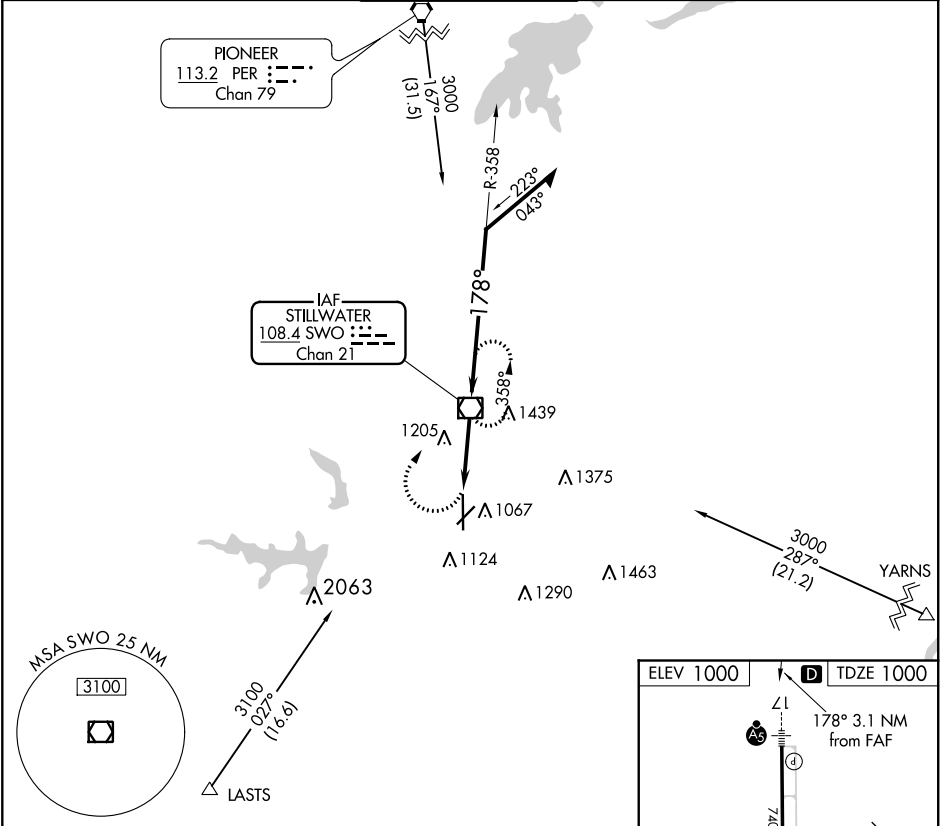 PIONEER
113.2 PER
Chan 79
3000
167°
(31.5)
R-358
223°
043°
178°
IAF
STILLWATER
108.4 SWO
Chan 21
358°
1439
1205
1375
1067
1124
1463
1290
2063
3000
287°
(21.2)
YARNS
MSA SWO 25 NM
3100
3100
027°
(16.6)
LASTS
ELEV 1000
D
TDZE 1000
17
178° 3.1 NM
from FAF
A5
P
740